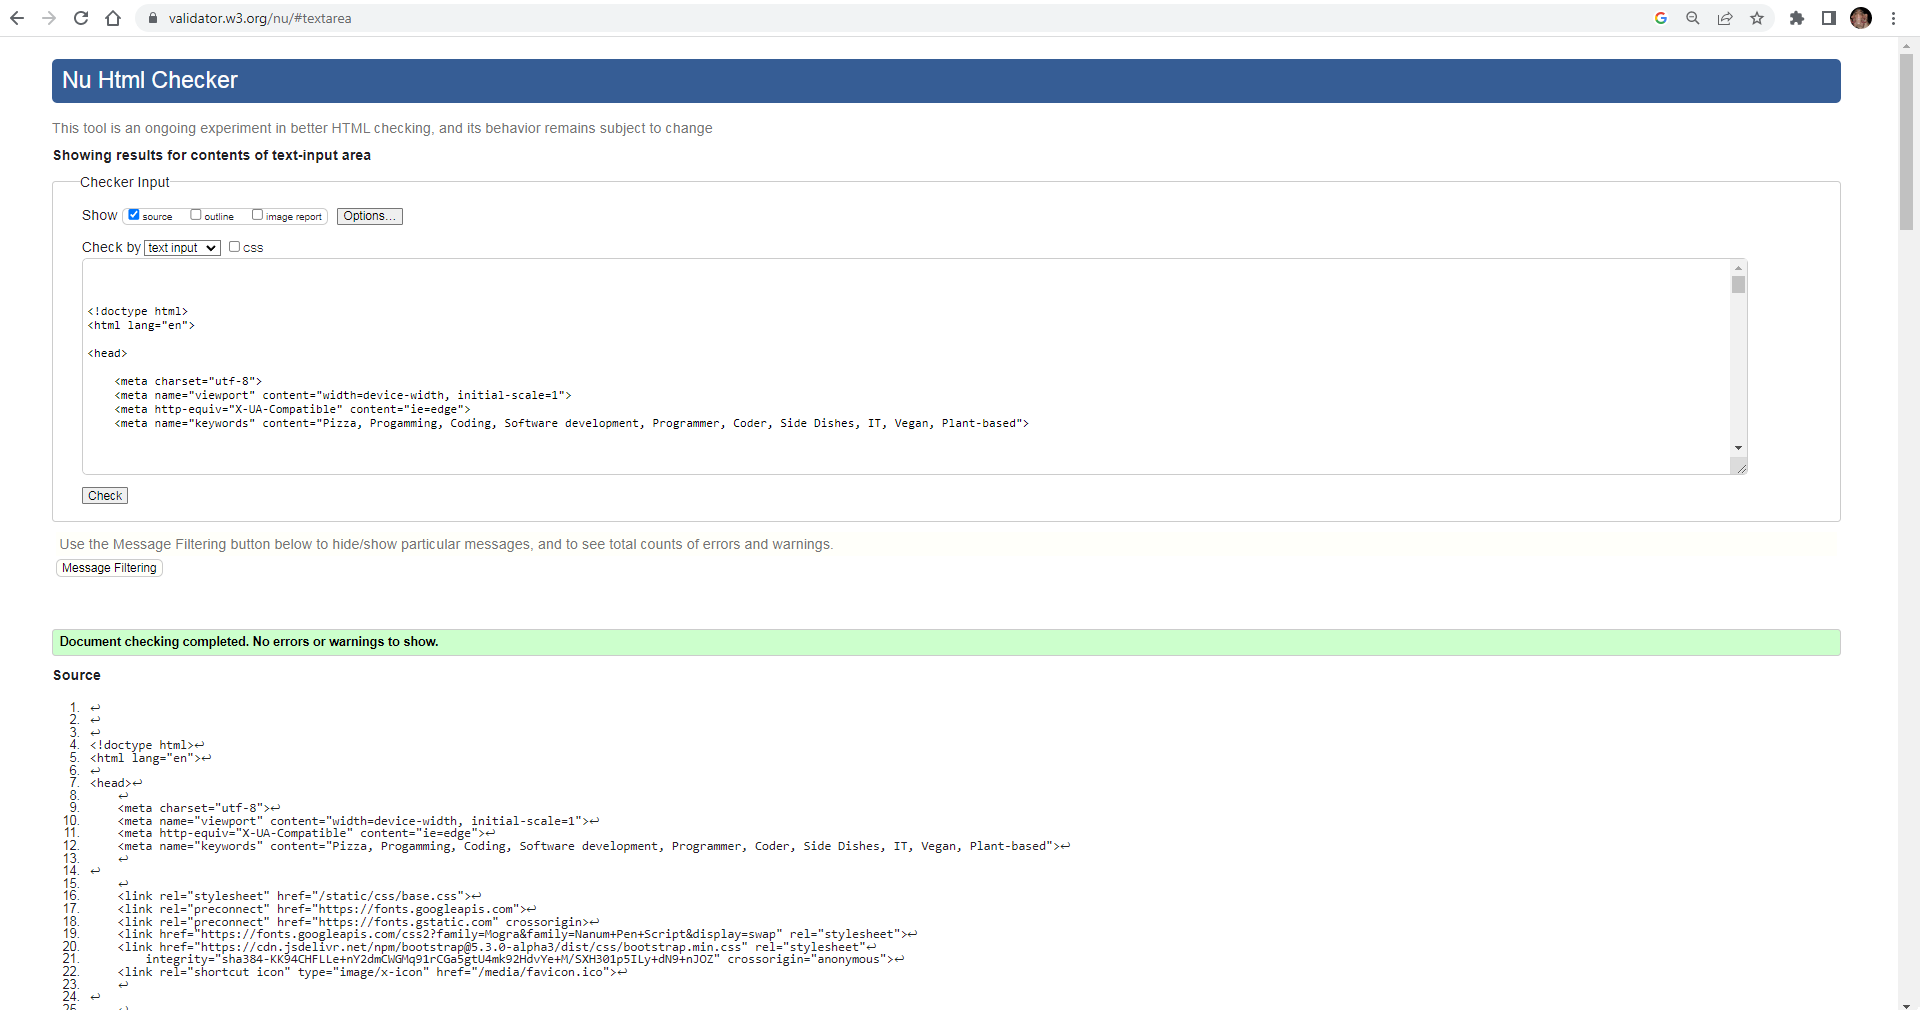 validator.w3.org/nu/#textarea
Nu Html Checker
This tool is an ongoing experiment in better HTML checking, and its behavior remains subject to change
Showing results for contents of text-input area
Checker Input
Show source outline image report Options...
Check by text input css
<!doctype html>
<html lang="en">
<head>
<meta charset="utf-8">
<meta name="viewport" content="width=device-width, initial-scale=1">
<meta http-equiv="X-UA-Compatible" content="ie=edge">
<meta name="keywords" content="Pizza, Progamming, Coding, Software development, Programmer, Coder, Side Dishes, IT, Vegan, Plant-based">
Check
Use the Message Filtering button below to hide/show particular messages, and to see total counts of errors and warnings.
Message Filtering
Document checking completed. No errors or warnings to show.
Source
1. ↩
2. ↩
3. ↩
4. <!doctype html>↩
5. <html lang="en">↩
6. ↩
7. <head>↩
8. ↩
9. <meta charset="utf-8">↩
10. <meta name="viewport" content="width=device-width, initial-scale=1">↩
11. <meta http-equiv="X-UA-Compatible" content="ie=edge">↩
12. <meta name="keywords" content="Pizza, Progamming, Coding, Software development, Programmer, Coder, Side Dishes, IT, Vegan, Plant-based">↩
13. ↩
14. ↩
15. ↩
16. <link rel="stylesheet" href="/static/css/base.css">↩
17. <link rel="preconnect" href="https://fonts.googleapis.com">↩
18. <link rel="preconnect" href="https://fonts.gstatic.com" crossorigin>↩
19. <link href="https://fonts.googleapis.com/css2?family=Mogra&family=Nanum+Pen+Script&display=swap" rel="stylesheet">↩
20. <link href="https://cdn.jsdelivr.net/npm/bootstrap@5.3.0-alpha3/dist/css/bootstrap.min.css" rel="stylesheet"↩
21. integrity="sha384-KK94CHFLLe+nY2dmCWGMq91rCGa5gtU4mk92HdvYe+M/SXH301p5ILy+dN9+nJOZ" crossorigin="anonymous">↩
22. <link rel="shortcut icon" type="image/x-icon" href="/media/favicon.ico">↩
23. ↩
24. ↩
25. ↩